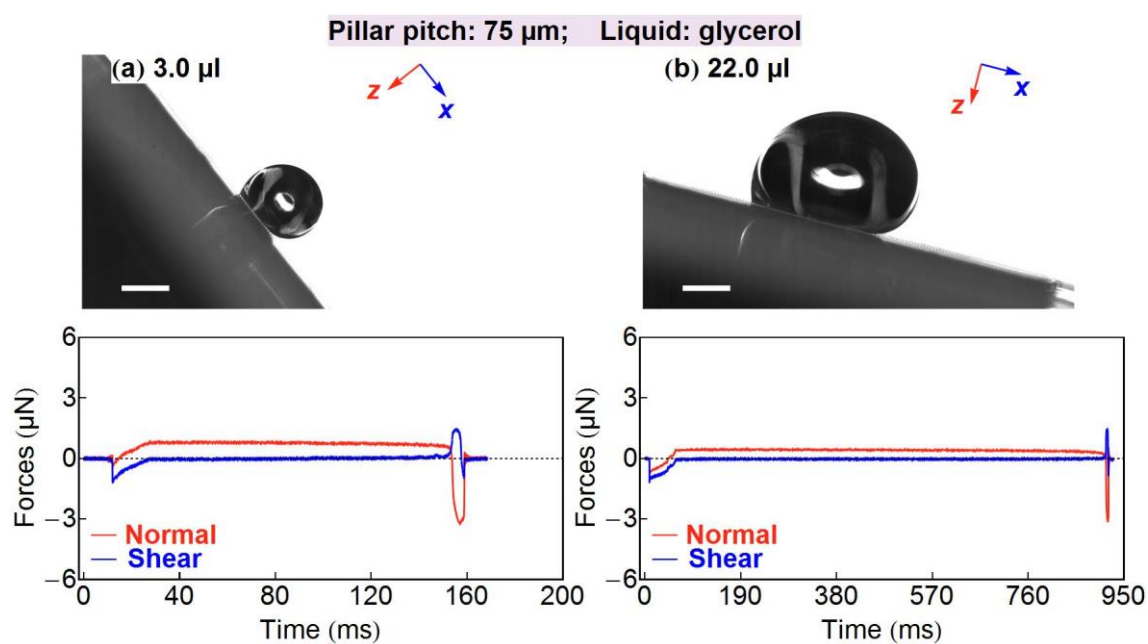 Pillar pitch: 75 µm; Liquid: glycerol
(a) 3.0 µl
z
x
(b) 22.0 µl
z
x
Forces (µN)
6
3
0
−3
−6
Normal
Shear
0 40 80 120 160 200
Time (ms)
Forces (µN)
6
3
0
−3
−6
Normal
Shear
0 190 380 570 760 950
Time (ms)